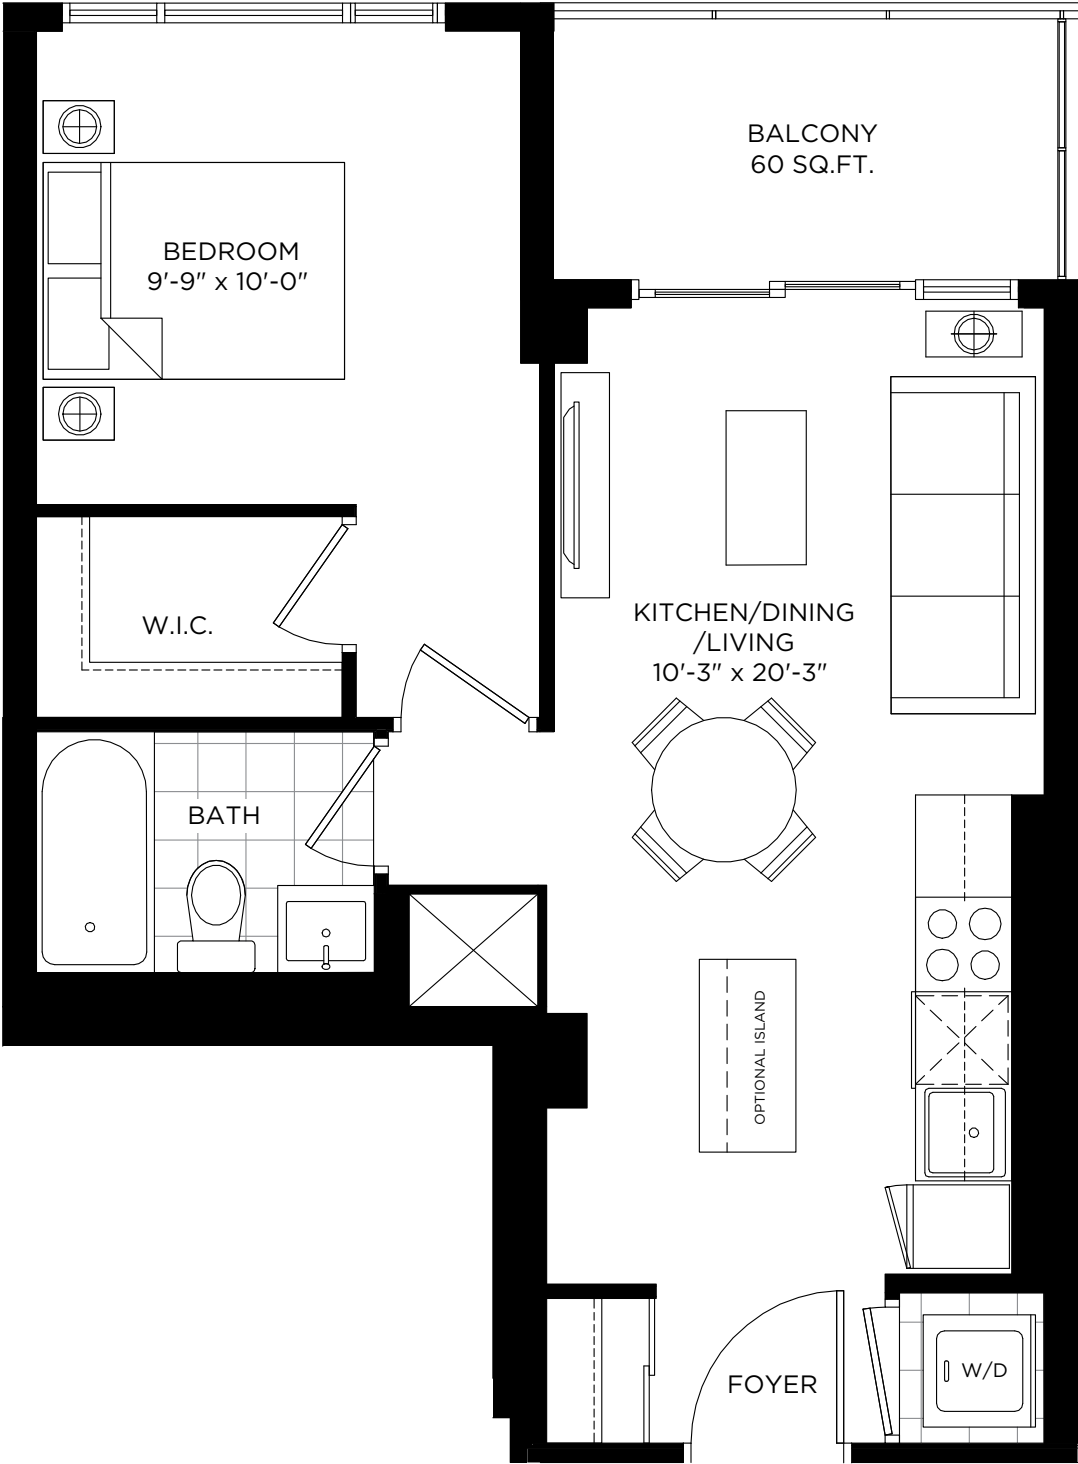 BALCONY
60 SQ.FT.
BEDROOM
9'-9" x 10'-0"
W.I.C.
KITCHEN/DINING
/LIVING
10'-3" x 20'-3"
BATH
OPTIONAL ISLAND
FOYER
W/D